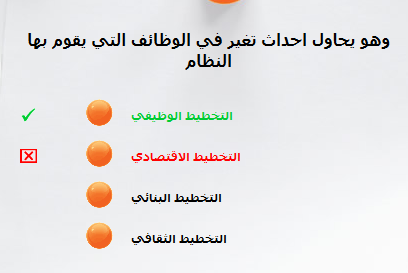 وهو يحاول احداث تغير في الوظائف التي يقوم بها
النظام
التخطيط الوظيفي
التخطيط الاقتصادي
التخطيط البنائي
التخطيط الثقافي